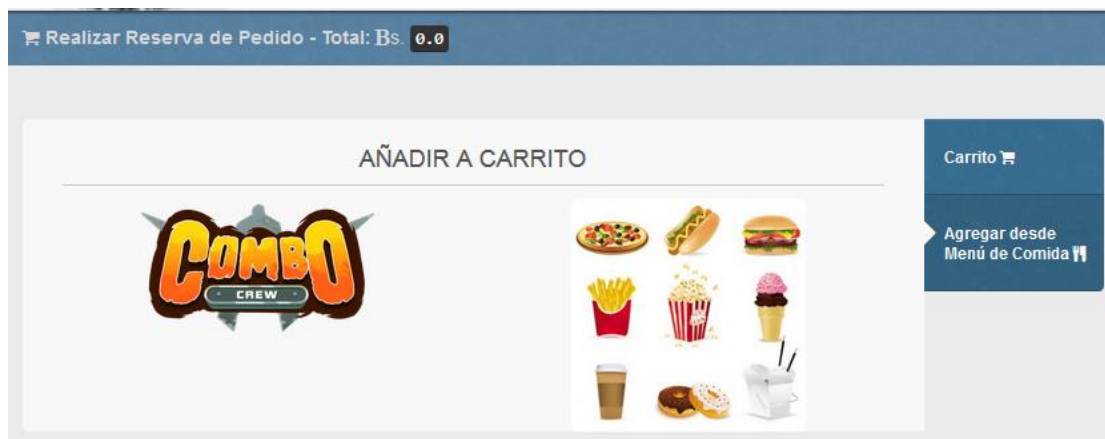 Realizar Reserva de Pedido - Total: Bs. 0.0
AÑADIR A CARRITO
COMBO
CREW
Carrito
Agregar desde
Menú de Comida